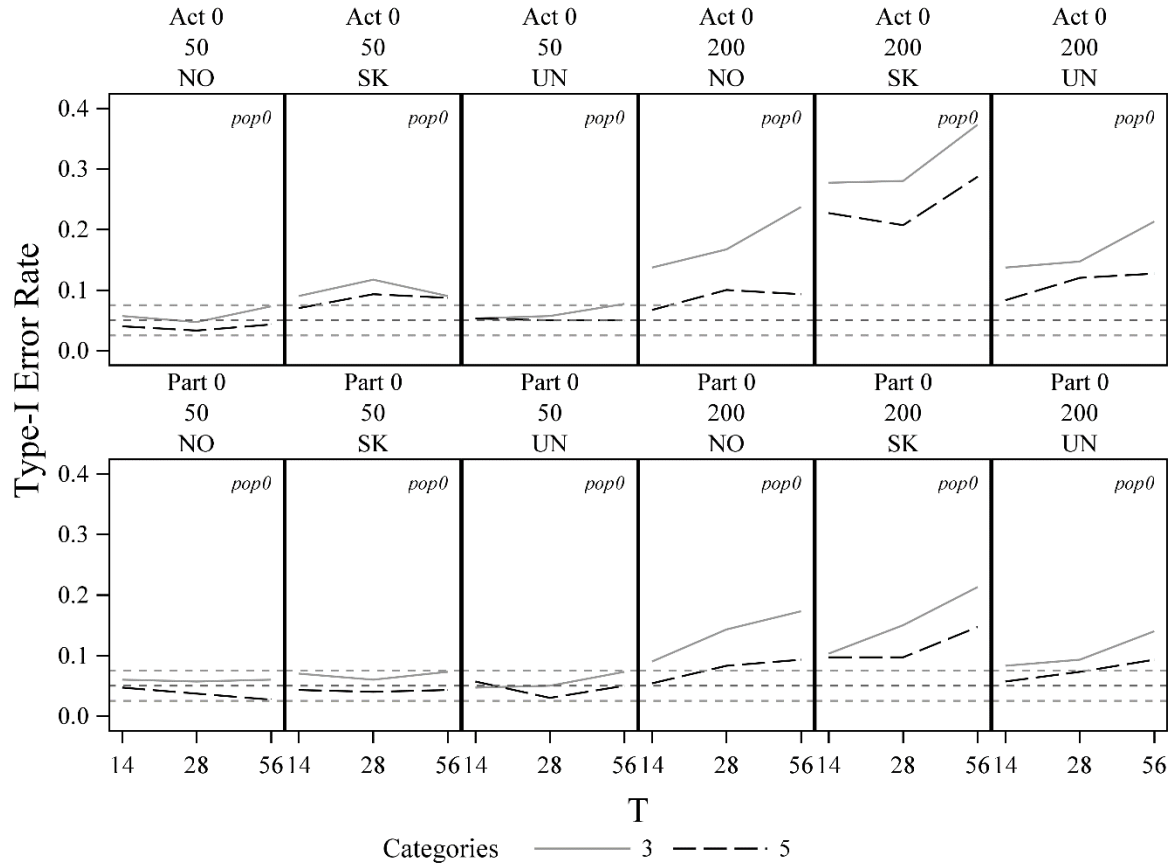 Act 0 Act 0 Act 0 Act 0 Act 0 Act 0
50 50 50 200 200 200
NO SK UN NO SK UN
0.4
pop0 pop0 pop0 pop0 pop0 pop0
0.3
0.2
0.1
0.0
Type-I Error Rate
Part 0 Part 0 Part 0 Part 0 Part 0 Part 0
50 50 50 200 200 200
NO SK UN NO SK UN
0.4
pop0 pop0 pop0 pop0 pop0 pop0
0.3
0.2
0.1
0.0
14 28 56 14 28 56 14 28 56 14 28 56 14 28 56 14 28 56
T
Categories 3 5